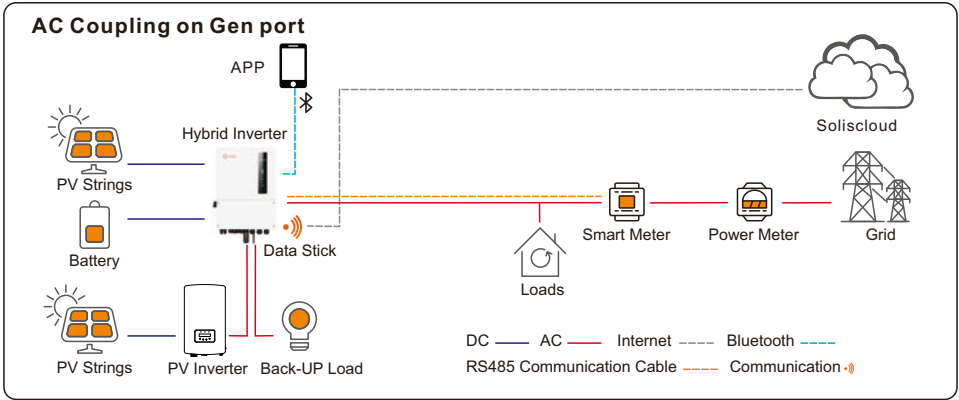 AC Coupling on Gen port
APP
Soliscloud
Hybrid Inverter
PV Strings
Battery
Data Stick
Smart Meter
Power Meter
Grid
Loads
PV Strings
PV Inverter
Back-UP Load
DC
AC
Internet
Bluetooth
RS485 Communication Cable
Communication